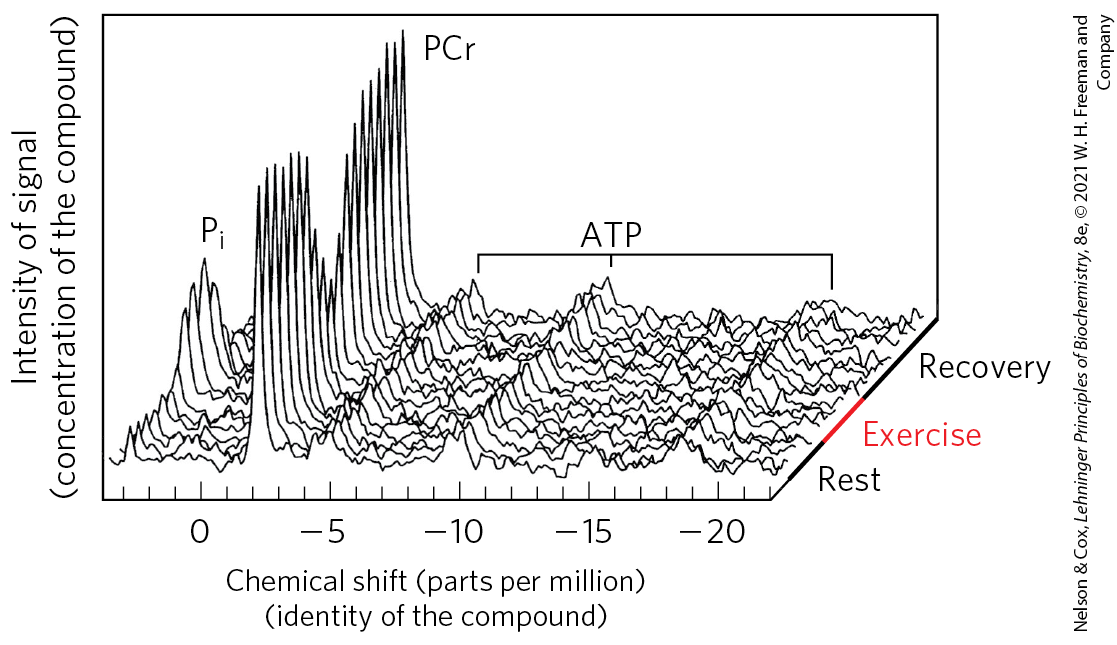 Intensity of signal
(concentration of the compound)
PCr
Pi
ATP
Recovery
Exercise
Rest
0 −5 −10 −15 −20
Chemical shift (parts per million)
(identity of the compound)
Nelson & Cox, Lehninger Principles of Biochemistry, 8e, © 2021 W. H. Freeman and
Company